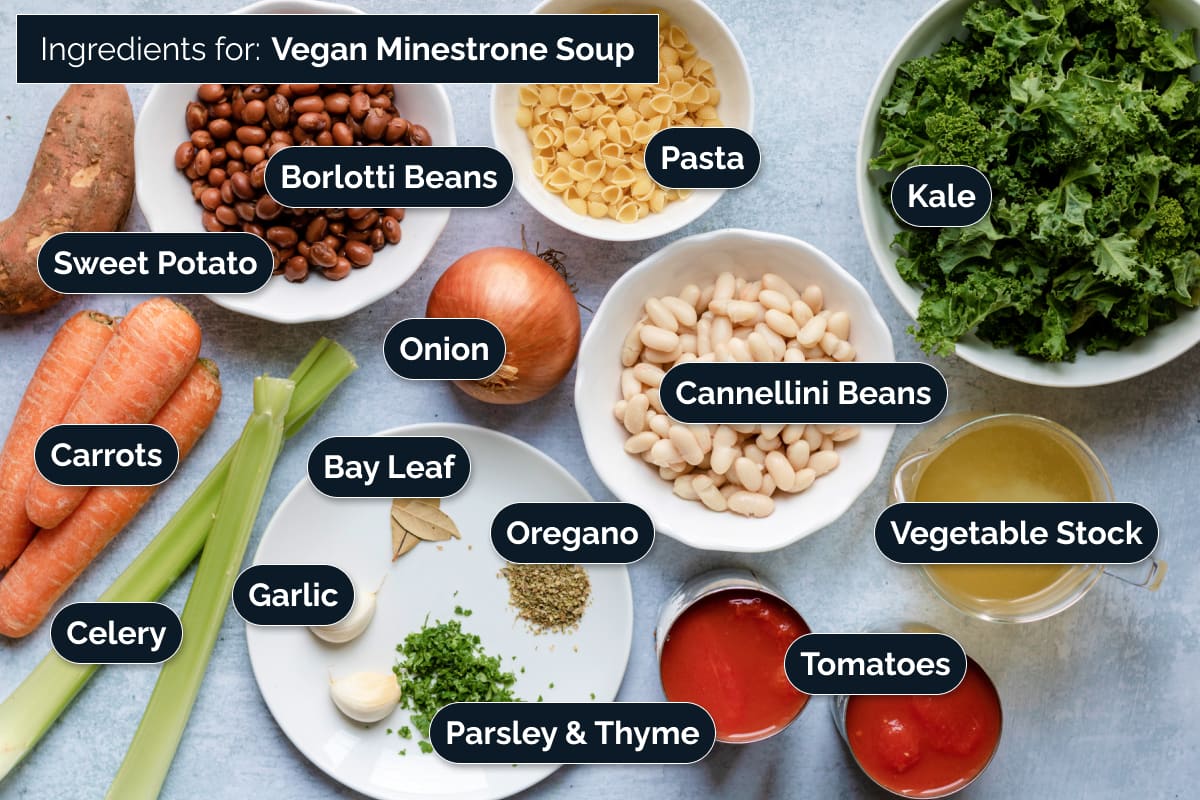 Ingredients for: Vegan Minestrone Soup
Pasta
Borlotti Beans
Kale
Sweet Potato
Onion
Cannellini Beans
Carrots
Bay Leaf
Oregano
Vegetable Stock
Garlic
Celery
Tomatoes
Parsley & Thyme